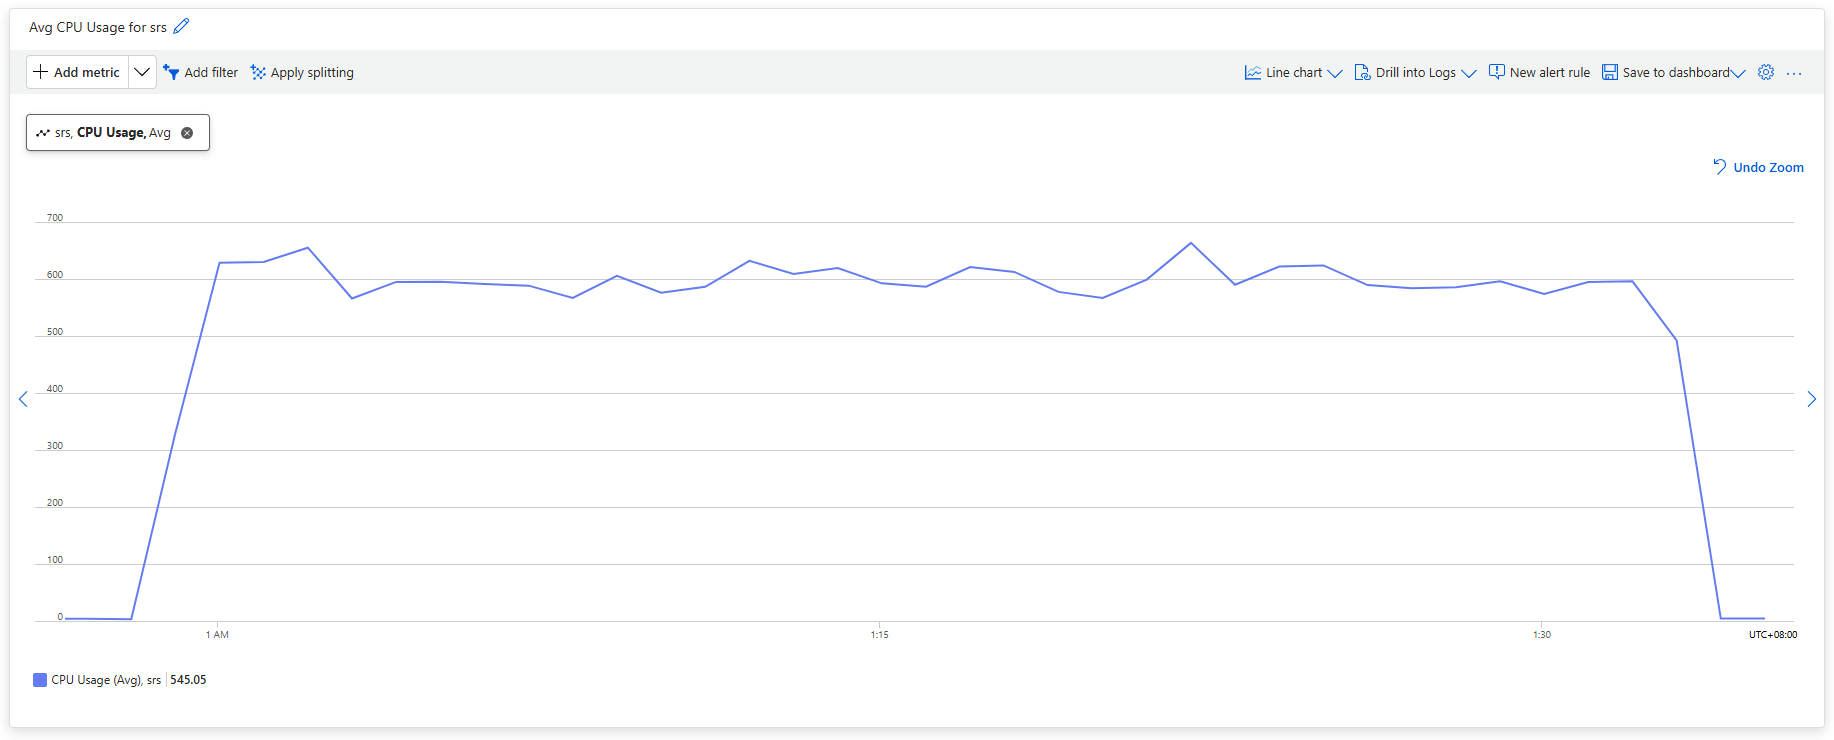 Avg CPU Usage for srs
Add metric Add filter Apply splitting Line chart Drill into Logs New alert rule Save to dashboard ...
srs, CPU Usage, Avg
Undo Zoom
700
600
500
400
300
200
100
0
1 AM 1:15 1:30 UTC+08:00
CPU Usage (Avg), srs 545.05